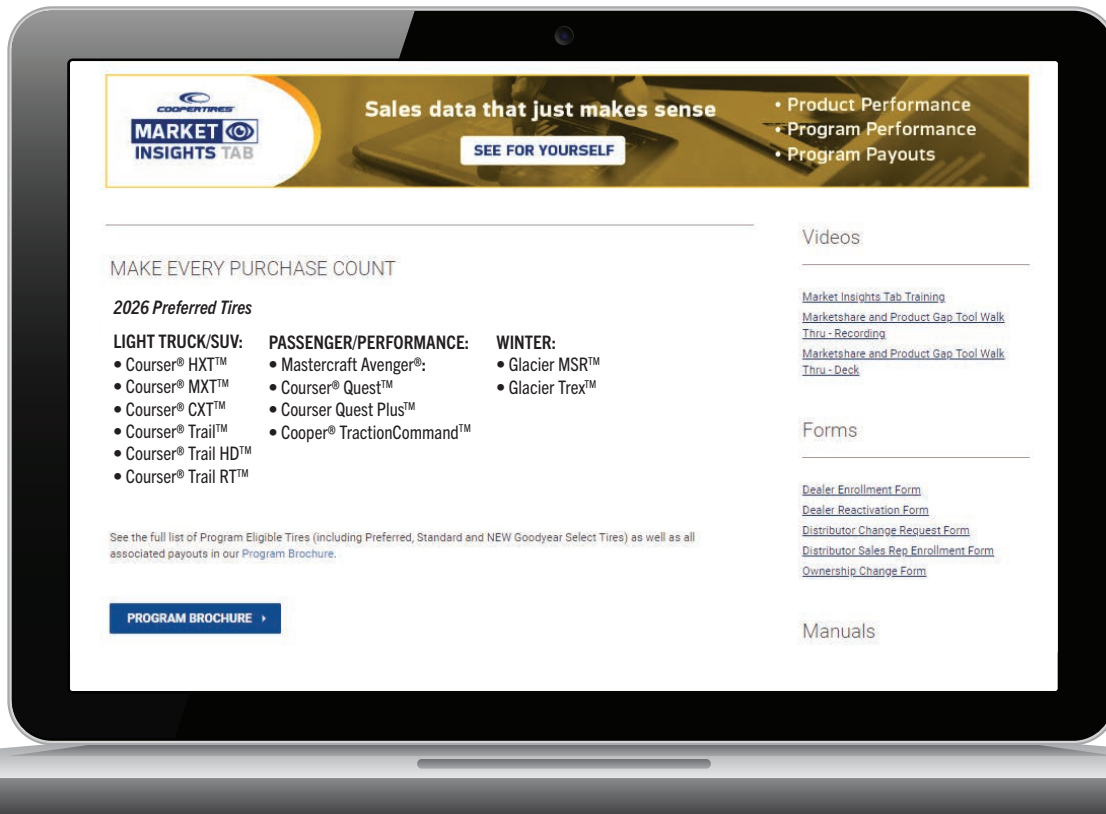 COOPERTIRES
MARKET
INSIGHTS TAB
Sales data that just makes sense
SEE FOR YOURSELF
• Product Performance
• Program Performance
• Program Payouts
MAKE EVERY PURCHASE COUNT
2026 Preferred Tires
LIGHT TRUCK/SUV:
• Courser® HXT™
• Courser® MXT™
• Courser® CXT™
• Courser® Trail™
• Courser® Trail HD™
• Courser® Trail RT™
PASSENGER/PERFORMANCE:
• Mastercraft Avenger®:
• Courser® Quest™
• Courser Quest Plus™
• Cooper® TractionCommand™
WINTER:
• Glacier MSR™
• Glacier Trex™
See the full list of Program Eligible Tires (including Preferred, Standard and NEW Goodyear Select Tires) as well as all
associated payouts in our Program Brochure.
PROGRAM BROCHURE
Videos
Market Insights Tab Training
Marketshare and Product Gap Tool Walk
Thru - Recording
Marketshare and Product Gap Tool Walk
Thru - Deck
Forms
Dealer Enrollment Form
Dealer Reactivation Form
Distributor Change Request Form
Distributor Sales Rep Enrollment Form
Ownership Change Form
Manuals